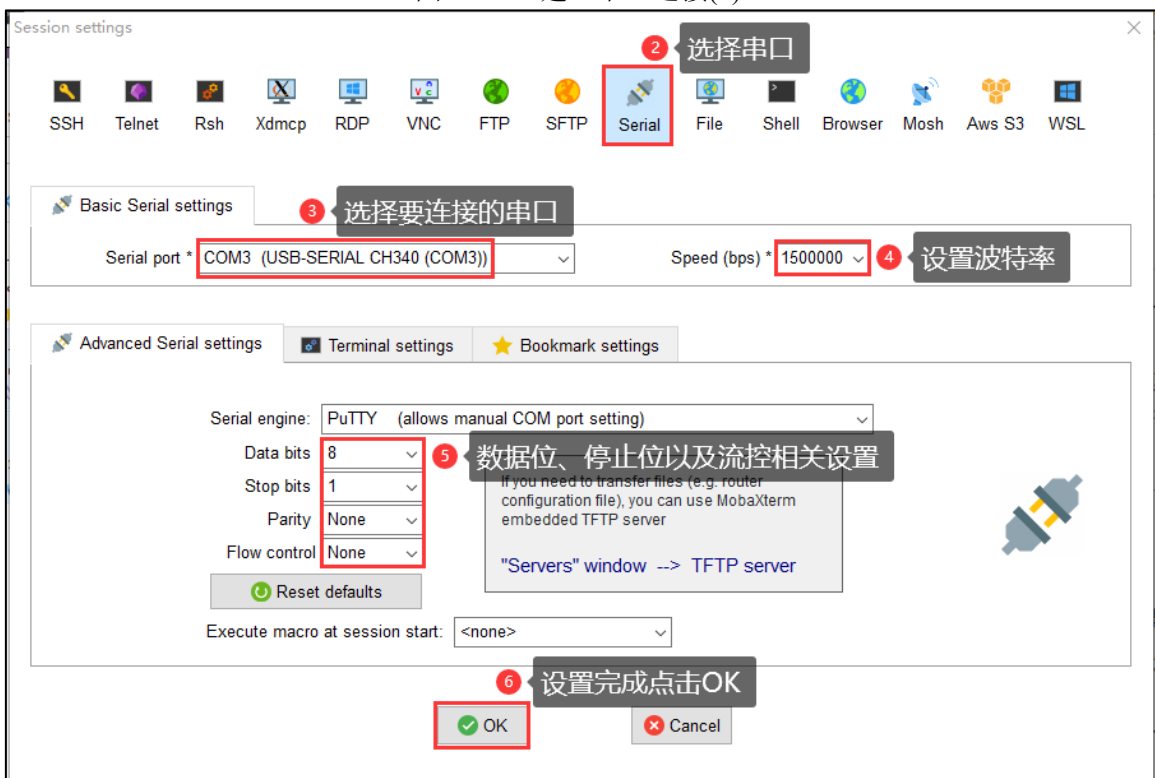 Session settings
2 选择串口
SSH Telnet Rsh Xdmcp RDP VNC FTP SFTP Serial File Shell Browser Mosh Aws S3 WSL
Basic Serial settings
3 选择要连接的串口
Serial port * COM3 (USB-SERIAL CH340 (COM3)) Speed (bps) * 1500000 4 设置波特率
Advanced Serial settings Terminal settings Bookmark settings
Serial engine: PuTTY (allows manual COM port setting)
Data bits 8 5 数据位、停止位以及流控相关设置
Stop bits 1
Parity None
Flow control None
If you need to transfer files (e.g. router
configuration file), you can use MobaXterm
embedded TFTP server
"Servers" window --> TFTP server
Reset defaults
Execute macro at session start: <none>
6 设置完成点击OK
OK Cancel